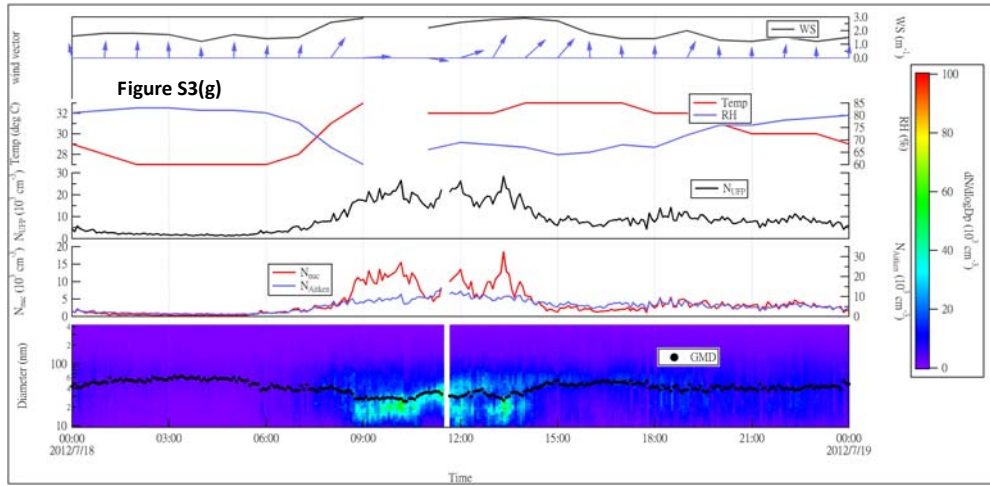 wind vector
WS
3.0
2.0
1.0
0.0
WS (m⁻¹)
Figure S3(g)
Temp (deg C)
32
30
28
Temp
RH
85
80
75
70
65
60
RH (%)
N_UFP (10³ cm⁻³)
30
20
10
0
N_UFP
N_nuc (10³ cm⁻³)
20
15
10
5
0
N_nuc
N_Aitken
30
20
10
0
N_Aitken (10³ cm⁻³)
Diameter (nm)
4
2
100
6
4
2
10
GMD
00:00
03:00
06:00
09:00
12:00
15:00
18:00
21:00
00:00
2012/7/18
2012/7/19
Time
100
80
60
40
20
0
dN/dlogDp (10³ cm⁻³)